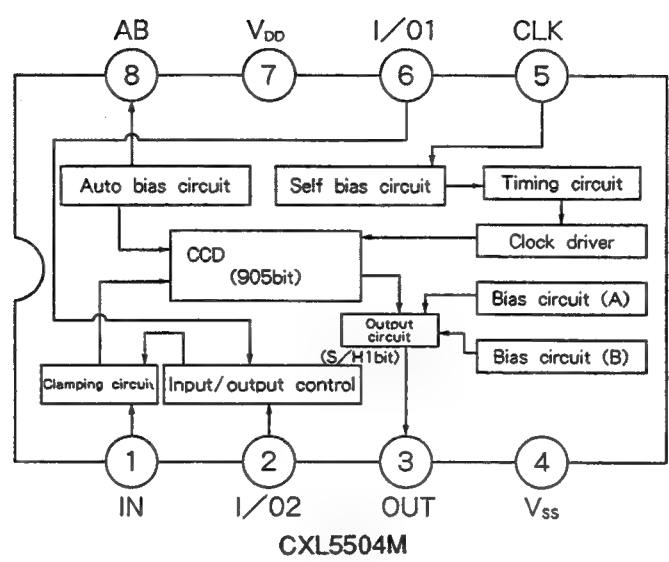 AB VDD I/O1 CLK
8 7 6 5
Auto bias circuit Self bias circuit Timing circuit
Clock driver
CCD
(905bit)
Bias circuit (A)
Output
circuit
(S/H1bit)
Bias circuit (B)
Clamping circuit Input/output control
1 2 3 4
IN I/O2 OUT Vss
CXL5504M